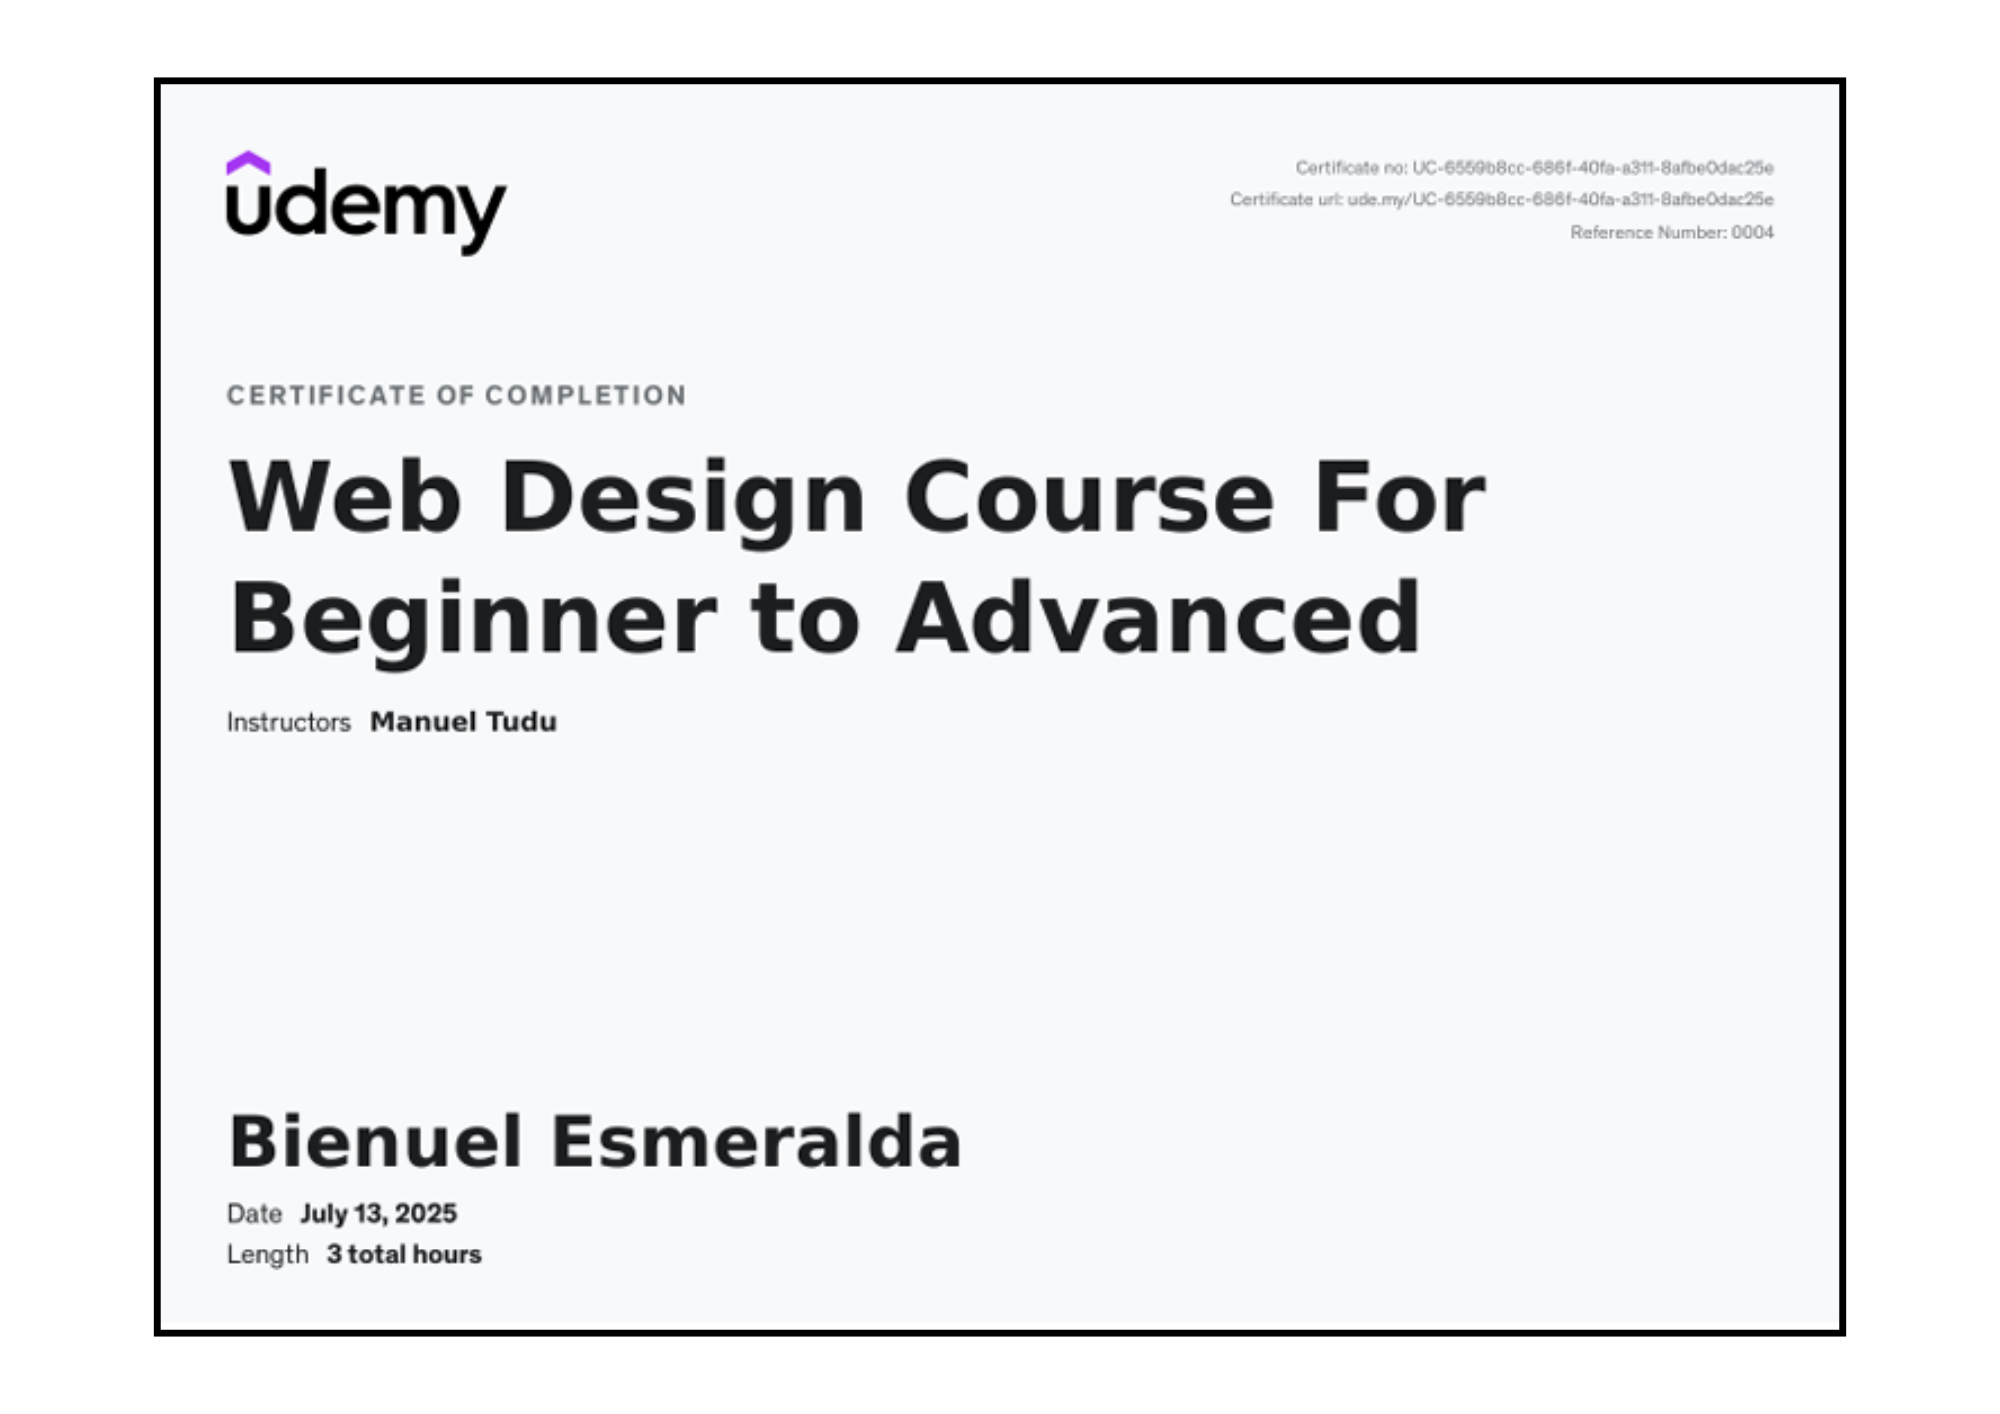 udemy
Certificate no: UC-6559b8cc-686f-40fa-a311-8afbe0dac25e
Certificate url: ude.my/UC-6559b8cc-686f-40fa-a311-8afbe0dac25e
Reference Number: 0004
CERTIFICATE OF COMPLETION
Web Design Course For
Beginner to Advanced
Instructors Manuel Tudu
Bienuel Esmeralda
Date July 13, 2025
Length 3 total hours